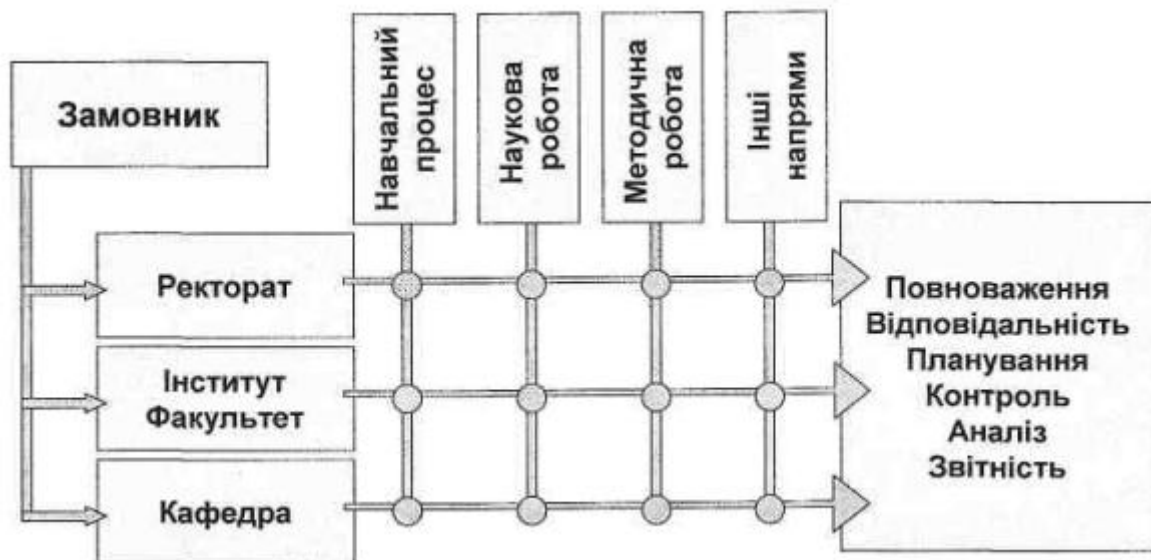 Замовник
Навчальний
процес
Наукова
робота
Методична
робота
Інші
напрями
Ректорат
Інститут
Факультет
Кафедра
Повноваження
Відповідальність
Планування
Контроль
Аналіз
Звітність